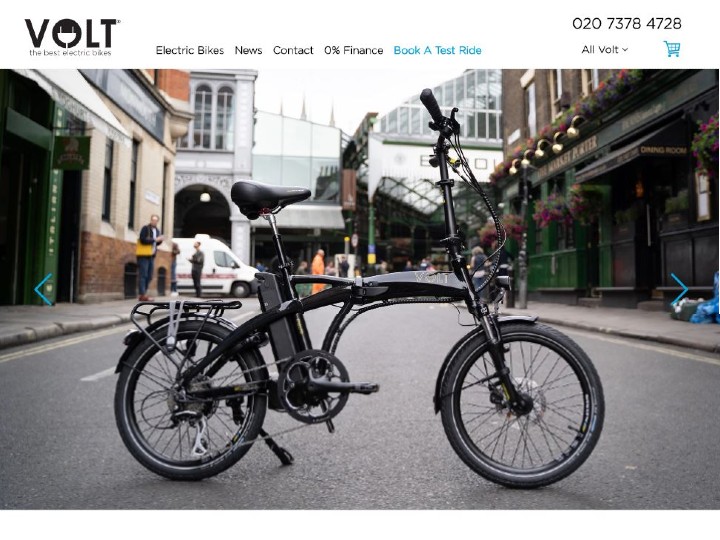 VOLT
the best electric bikes
020 7378 4728
Electric Bikes
News
Contact
0% Finance
Book A Test Ride
All Volt
DINING ROOM
VOLT